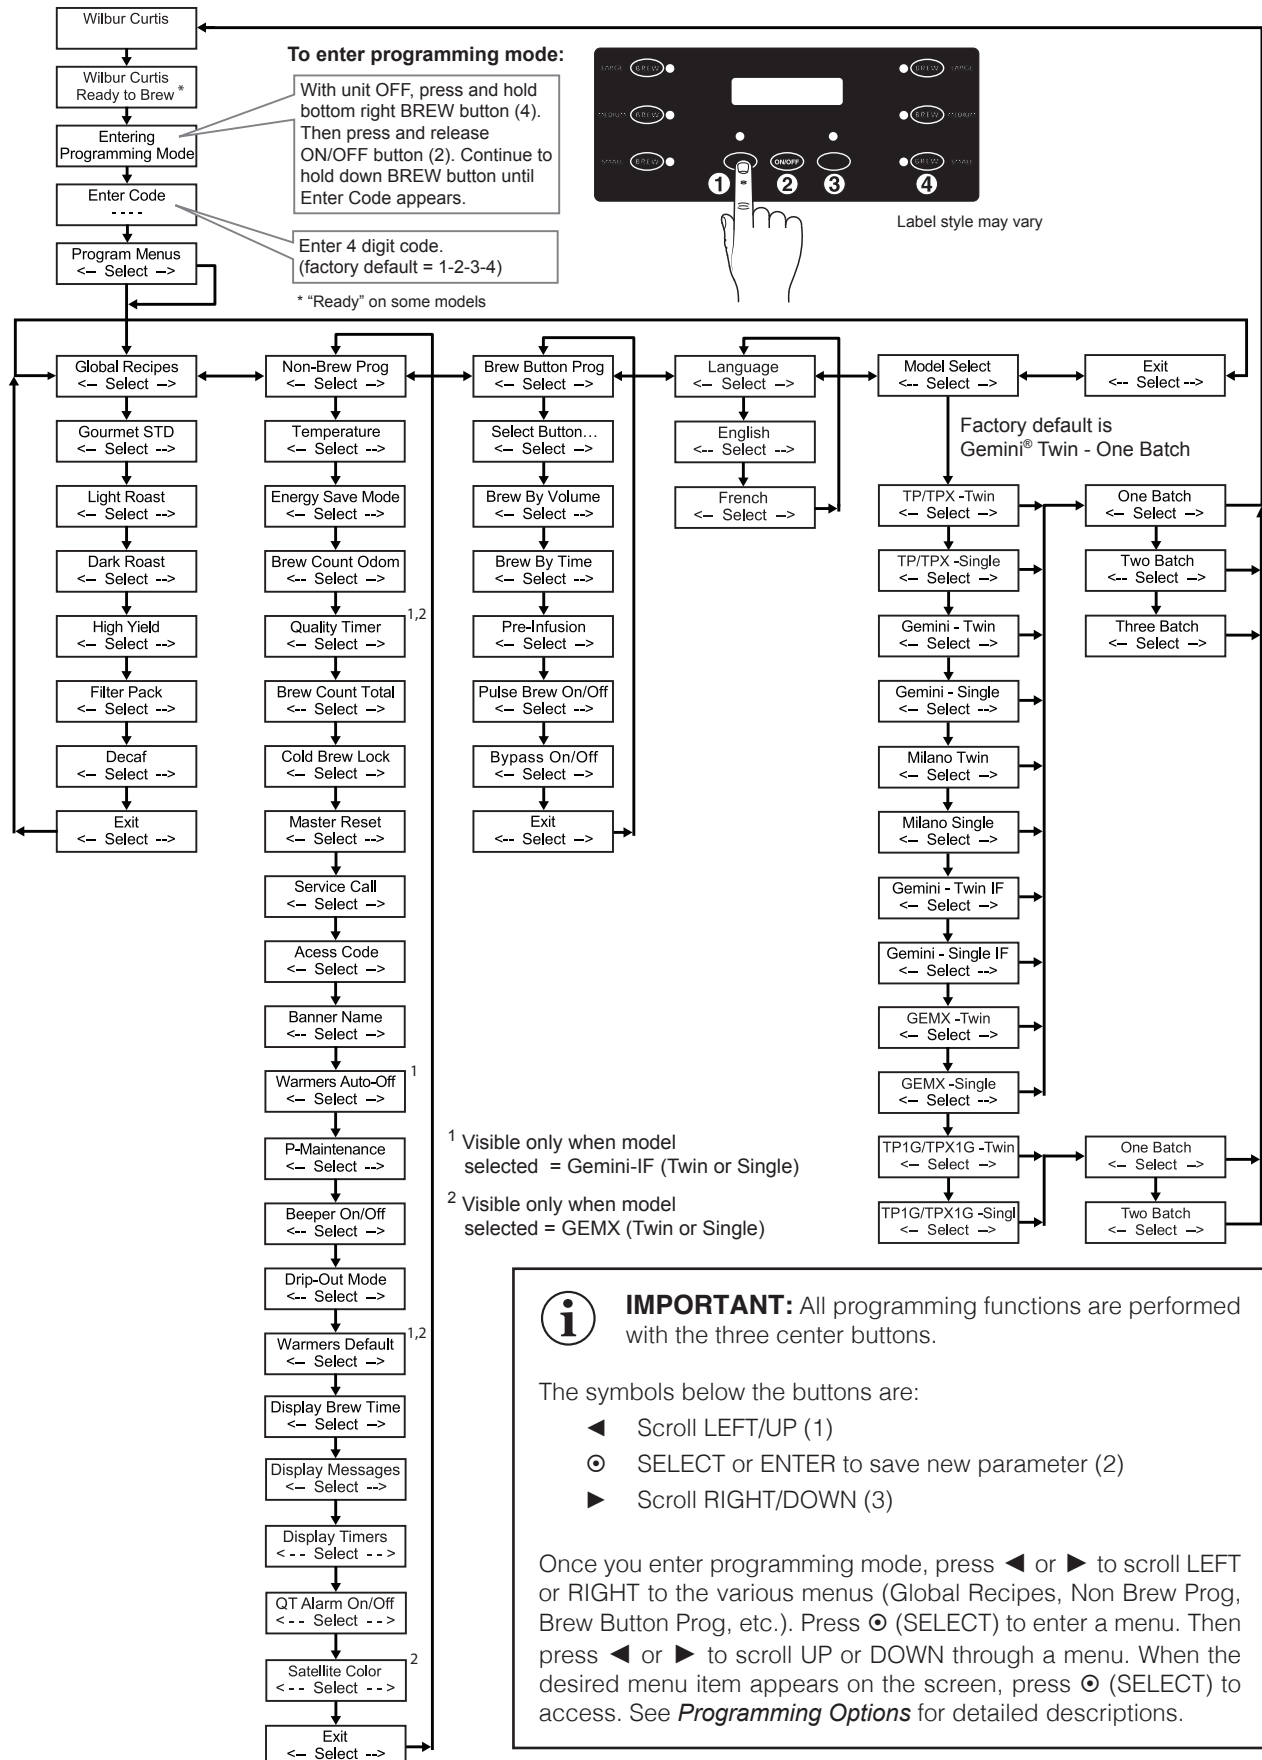 Wilbur Curtis
Wilbur Curtis
Ready to Brew *
Entering
Programming Mode
Enter Code
- - - -
Program Menus
<– Select –>
To enter programming mode:
With unit OFF, press and hold
bottom right BREW button (4).
Then press and release
ON/OFF button (2). Continue to
hold down BREW button until
Enter Code appears.
Enter 4 digit code.
(factory default = 1-2-3-4)
* “Ready” on some models
LARGE BREW BREW LARGE
MEDIUM BREW BREW MEDIUM
SMALL BREW ON/OFF BREW SMALL
1 * 2 3 4
Label style may vary
Global Recipes
<– Select –>
Gourmet STD
<– Select -->
Light Roast
<– Select -->
Dark Roast
<– Select -->
High Yield
<– Select -->
Filter Pack
<– Select -->
Decaf
<– Select -->
Exit
<– Select -->
Non-Brew Prog
<– Select –>
Temperature
<– Select -->
Energy Save Mode
<– Select –>
Brew Count Odom
<-- Select –>
Quality Timer
<– Select –>
1,2
Brew Count Total
<-- Select –>
Cold Brew Lock
<– Select -->
Master Reset
<– Select -->
Service Call
<– Select –>
Acess Code
<– Select –>
Banner Name
<-- Select –>
Warmers Auto-Off
<– Select –>
1
P-Maintenance
<– Select –>
Beeper On/Off
<-- Select –>
Drip-Out Mode
<-- Select –>
Warmers Default
<– Select –>
1,2
Display Brew Time
<– Select –>
Display Messages
<– Select -->
Display Timers
< - - Select - - >
QT Alarm On/Off
< - - Select - - >
Satellite Color
< - - Select - - >
2
Exit
<– Select -->
Brew Button Prog
<– Select –>
Select Button...
<– Select -->
Brew By Volume
<– Select –>
Brew By Time
<– Select -->
Pre-Infusion
<– Select –>
Pulse Brew On/Off
<– Select –>
Bypass On/Off
<– Select -->
Exit
<-- Select –>
Language
<– Select –>
English
<-- Select –>
French
<– Select –>
Model Select
<– Select –>
Factory default is
Gemini® Twin - One Batch
TP/TPX -Twin
<– Select –>
TP/TPX -Single
<– Select -->
Gemini - Twin
<– Select –>
Gemini - Single
<– Select -->
Milano Twin
<– Select –>
Milano Single
<– Select –>
Gemini - Twin IF
<– Select –>
Gemini - Single IF
<– Select –>
GEMX -Twin
<-- Select –>
GEMX -Single
<– Select -->
TP1G/TPX1G -Twin
<– Select –>
TP1G/TPX1G -Singl
<– Select –>
Exit
<-- Select -->
One Batch
<– Select –>
Two Batch
<-- Select –>
Three Batch
<– Select -->
One Batch
<– Select –>
Two Batch
<– Select –>
1 Visible only when model
selected = Gemini-IF (Twin or Single)
2 Visible only when model
selected = GEMX (Twin or Single)
i IMPORTANT: All programming functions are performed
with the three center buttons.
The symbols below the buttons are:
◄ Scroll LEFT/UP (1)
⊙ SELECT or ENTER to save new parameter (2)
► Scroll RIGHT/DOWN (3)
Once you enter programming mode, press ◄ or ► to scroll LEFT
or RIGHT to the various menus (Global Recipes, Non Brew Prog,
Brew Button Prog, etc.). Press ⊙ (SELECT) to enter a menu. Then
press ◄ or ► to scroll UP or DOWN through a menu. When the
desired menu item appears on the screen, press ⊙ (SELECT) to
access. See Programming Options for detailed descriptions.